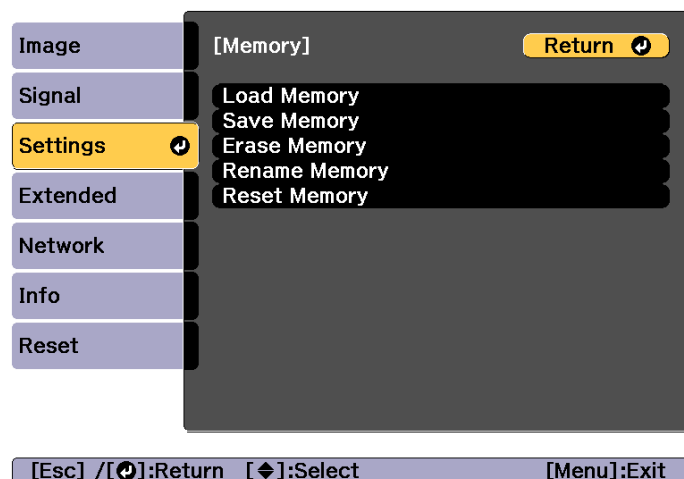 Image
Signal
Settings
Extended
Network
Info
Reset
[Memory]
Return
Load Memory
Save Memory
Erase Memory
Rename Memory
Reset Memory
[Esc] /[⏎]:Return [◆]:Select [Menu]:Exit